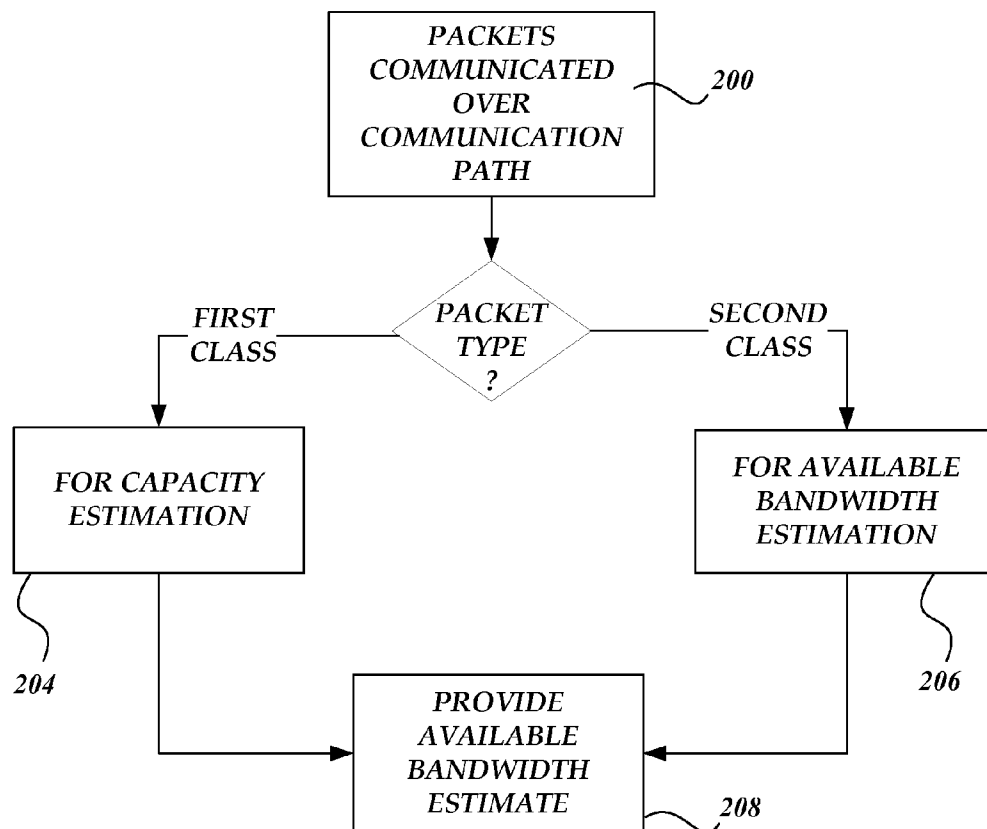 PACKETS
COMMUNICATED
OVER
COMMUNICATION
PATH
200
FIRST
CLASS
PACKET
TYPE
?
SECOND
CLASS
FOR CAPACITY
ESTIMATION
FOR AVAILABLE
BANDWIDTH
ESTIMATION
204
206
PROVIDE
AVAILABLE
BANDWIDTH
ESTIMATE
208